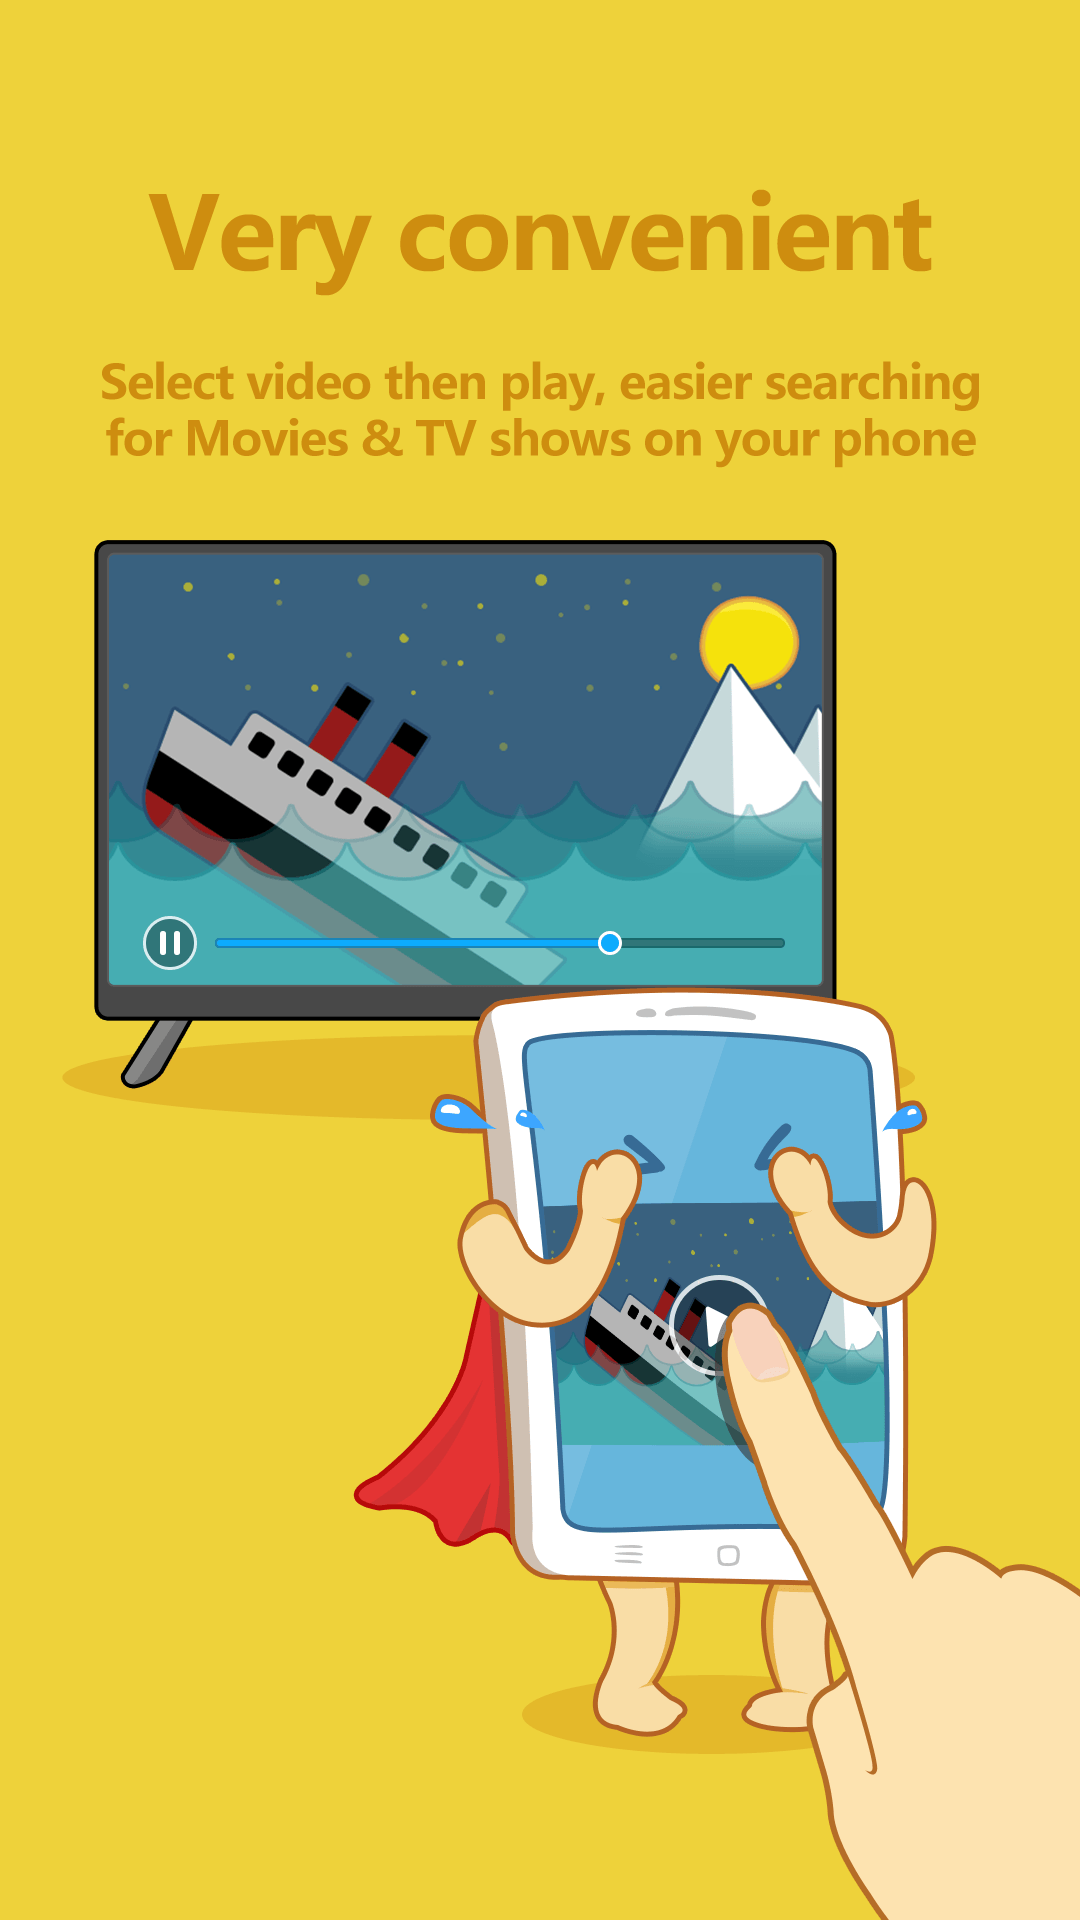 Very convenient
Select video then play, easier searching
for Movies & TV shows on your phone